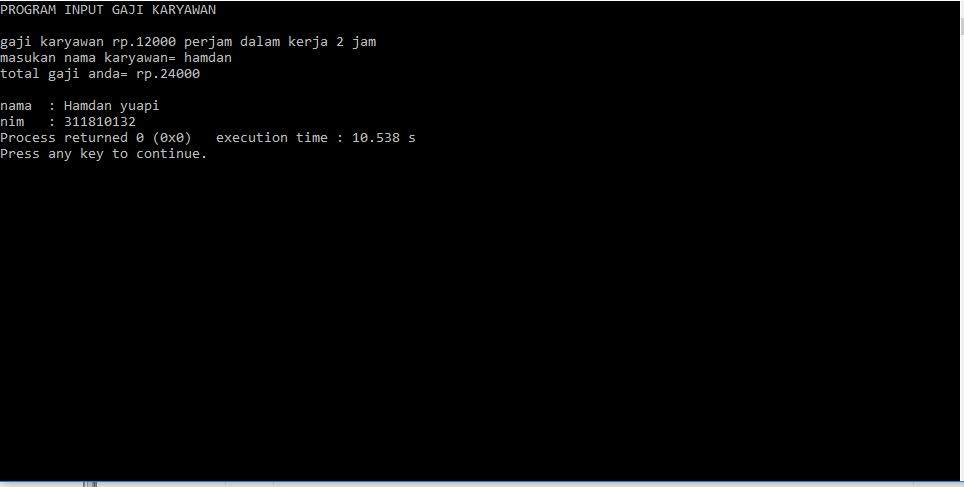 PROGRAM INPUT GAJI KARYAWAN
gaji karyawan rp.12000 perjam dalam kerja 2 jam
masukan nama karyawan= hamdan
total gaji anda= rp.24000
nama  : Hamdan yuapi
nim   : 311810132
Process returned 0 (0x0)   execution time : 10.538 s
Press any key to continue.